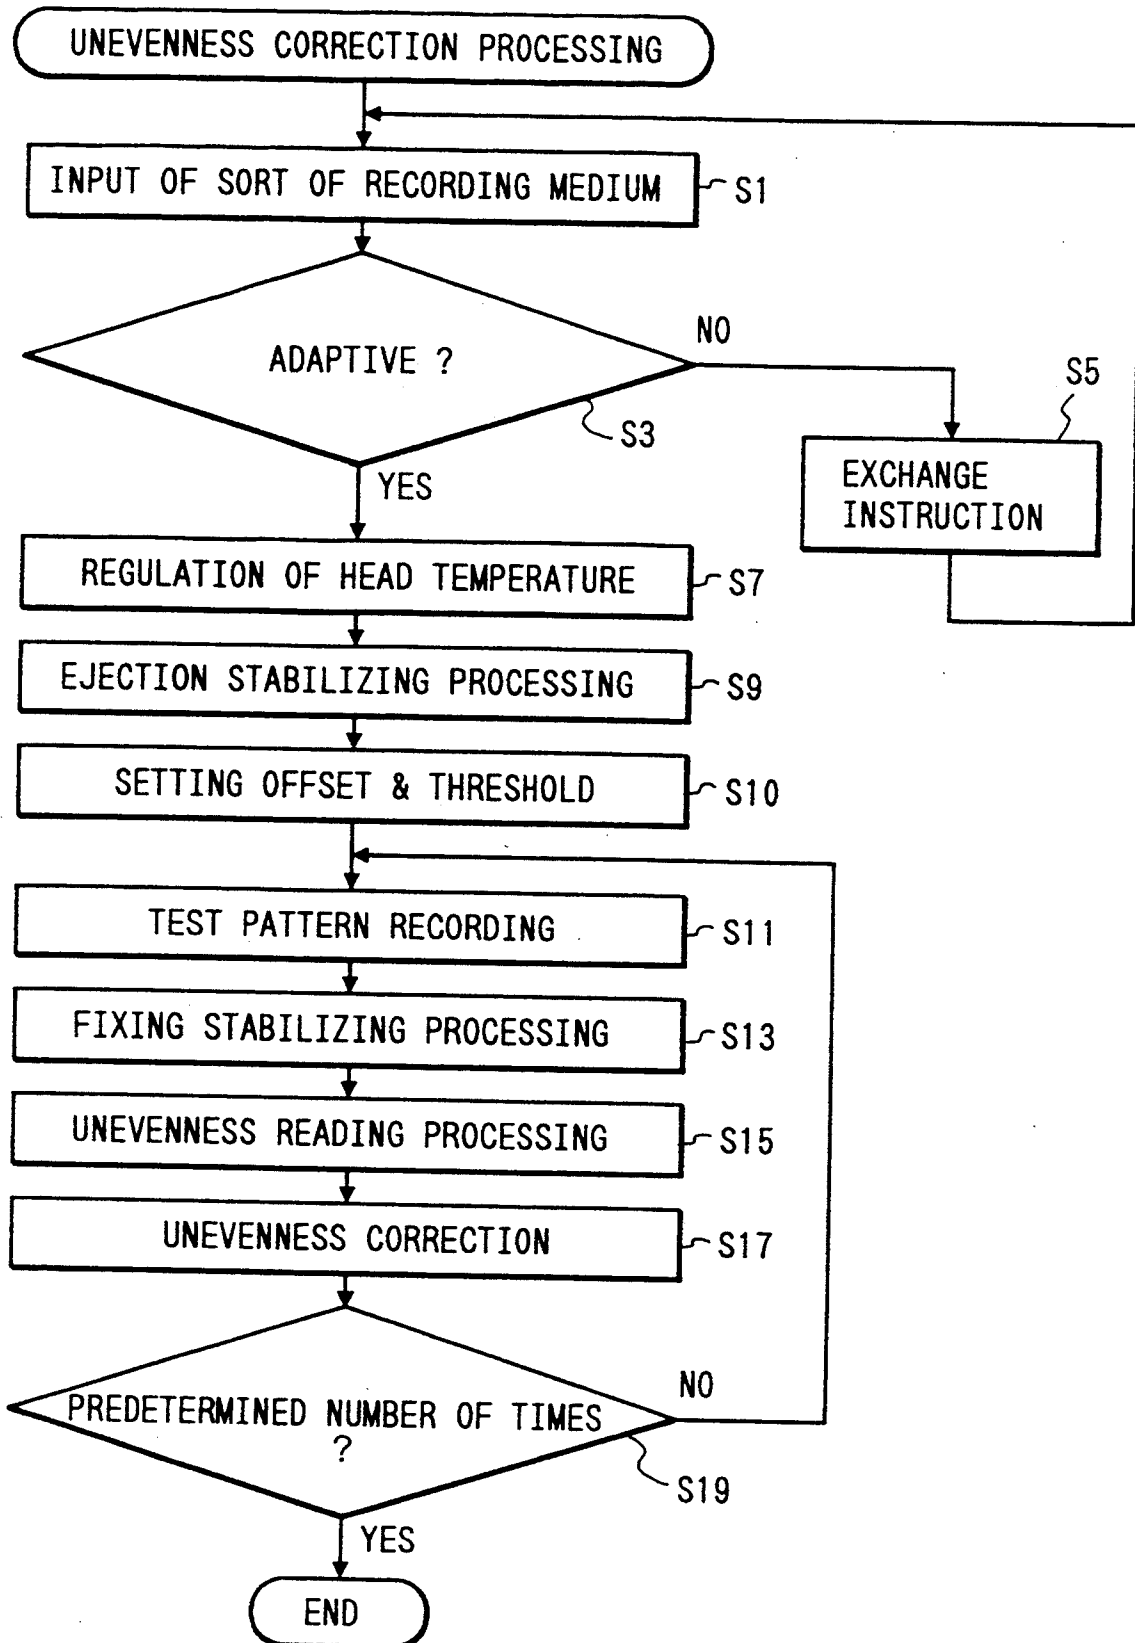 UNEVENNESS CORRECTION PROCESSING
INPUT OF SORT OF RECORDING MEDIUM
S1
ADAPTIVE ?
NO
S3
S5
EXCHANGE
INSTRUCTION
YES
REGULATION OF HEAD TEMPERATURE
S7
EJECTION STABILIZING PROCESSING
S9
SETTING OFFSET & THRESHOLD
S10
TEST PATTERN RECORDING
S11
FIXING STABILIZING PROCESSING
S13
UNEVENNESS READING PROCESSING
S15
UNEVENNESS CORRECTION
S17
PREDETERMINED NUMBER OF TIMES
?
NO
S19
YES
END